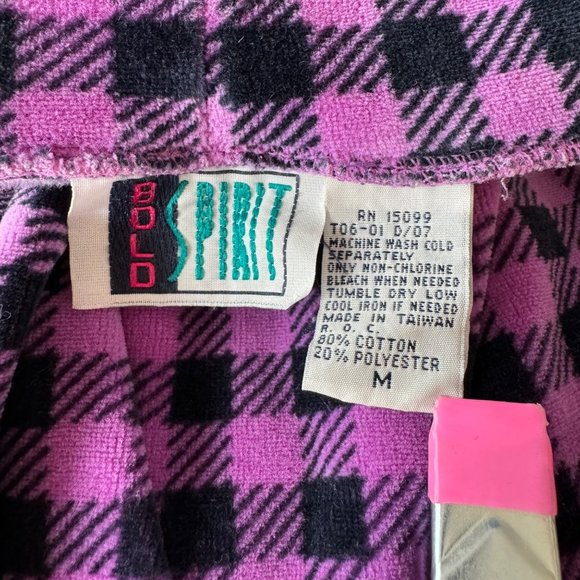 BOLD
SPIRIT
RN 15099
T06-01 D/07
MACHINE WASH COLD
SEPARATELY
ONLY NON-CHLORINE
BLEACH WHEN NEEDED
TUMBLE DRY LOW
COOL IRON IF NEEDED
MADE IN TAIWAN
R. O. C.
80% COTTON
20% POLYESTER
M